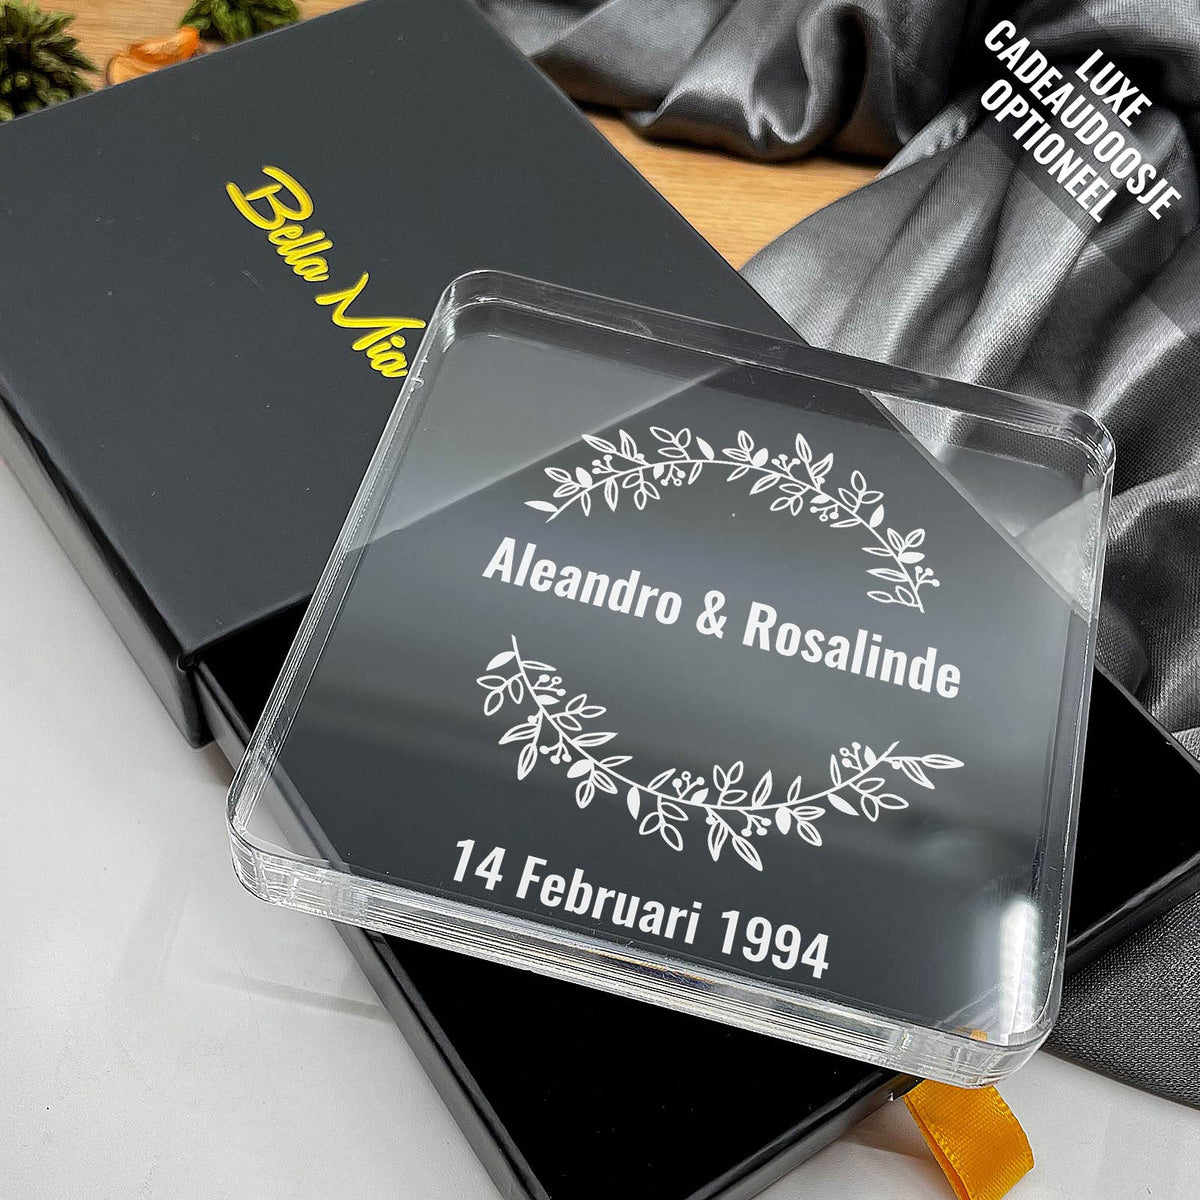 LUXE
CADEAUDOOSJE
OPTIONEEL
Bella Mia
Aleandro & Rosalinde
14 Februari 1994